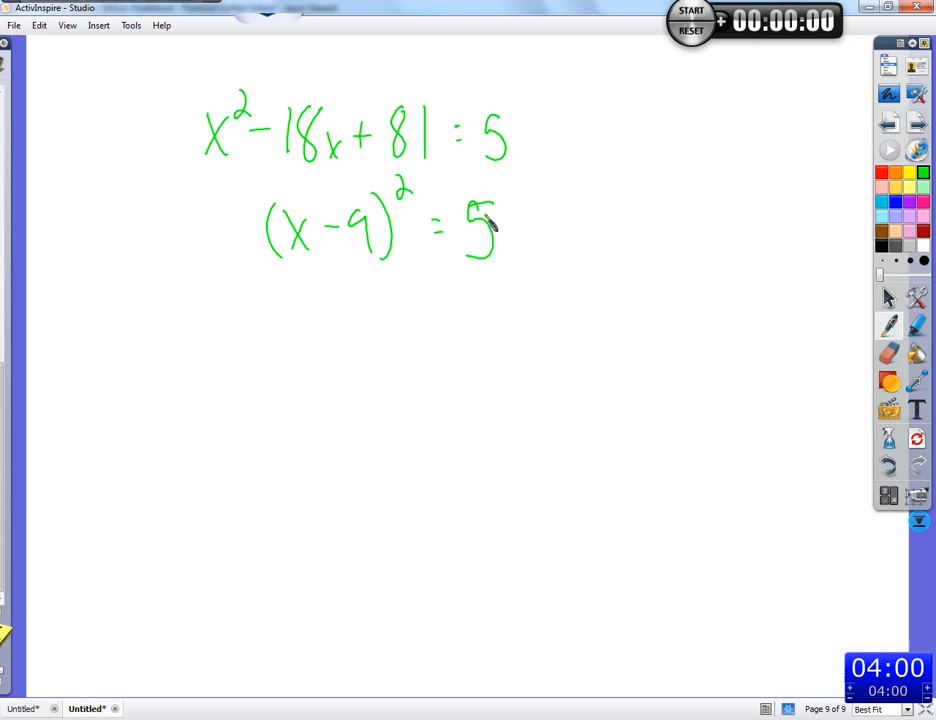 ActivInspire - Studio
START
RESET
00:00:00
File Edit View Insert Tools Help
x² - 18x + 81 = 5
(x - 9)² = 5
T
04:00
04:00
Untitled* Untitled* Page 9 of 9 Best Fit